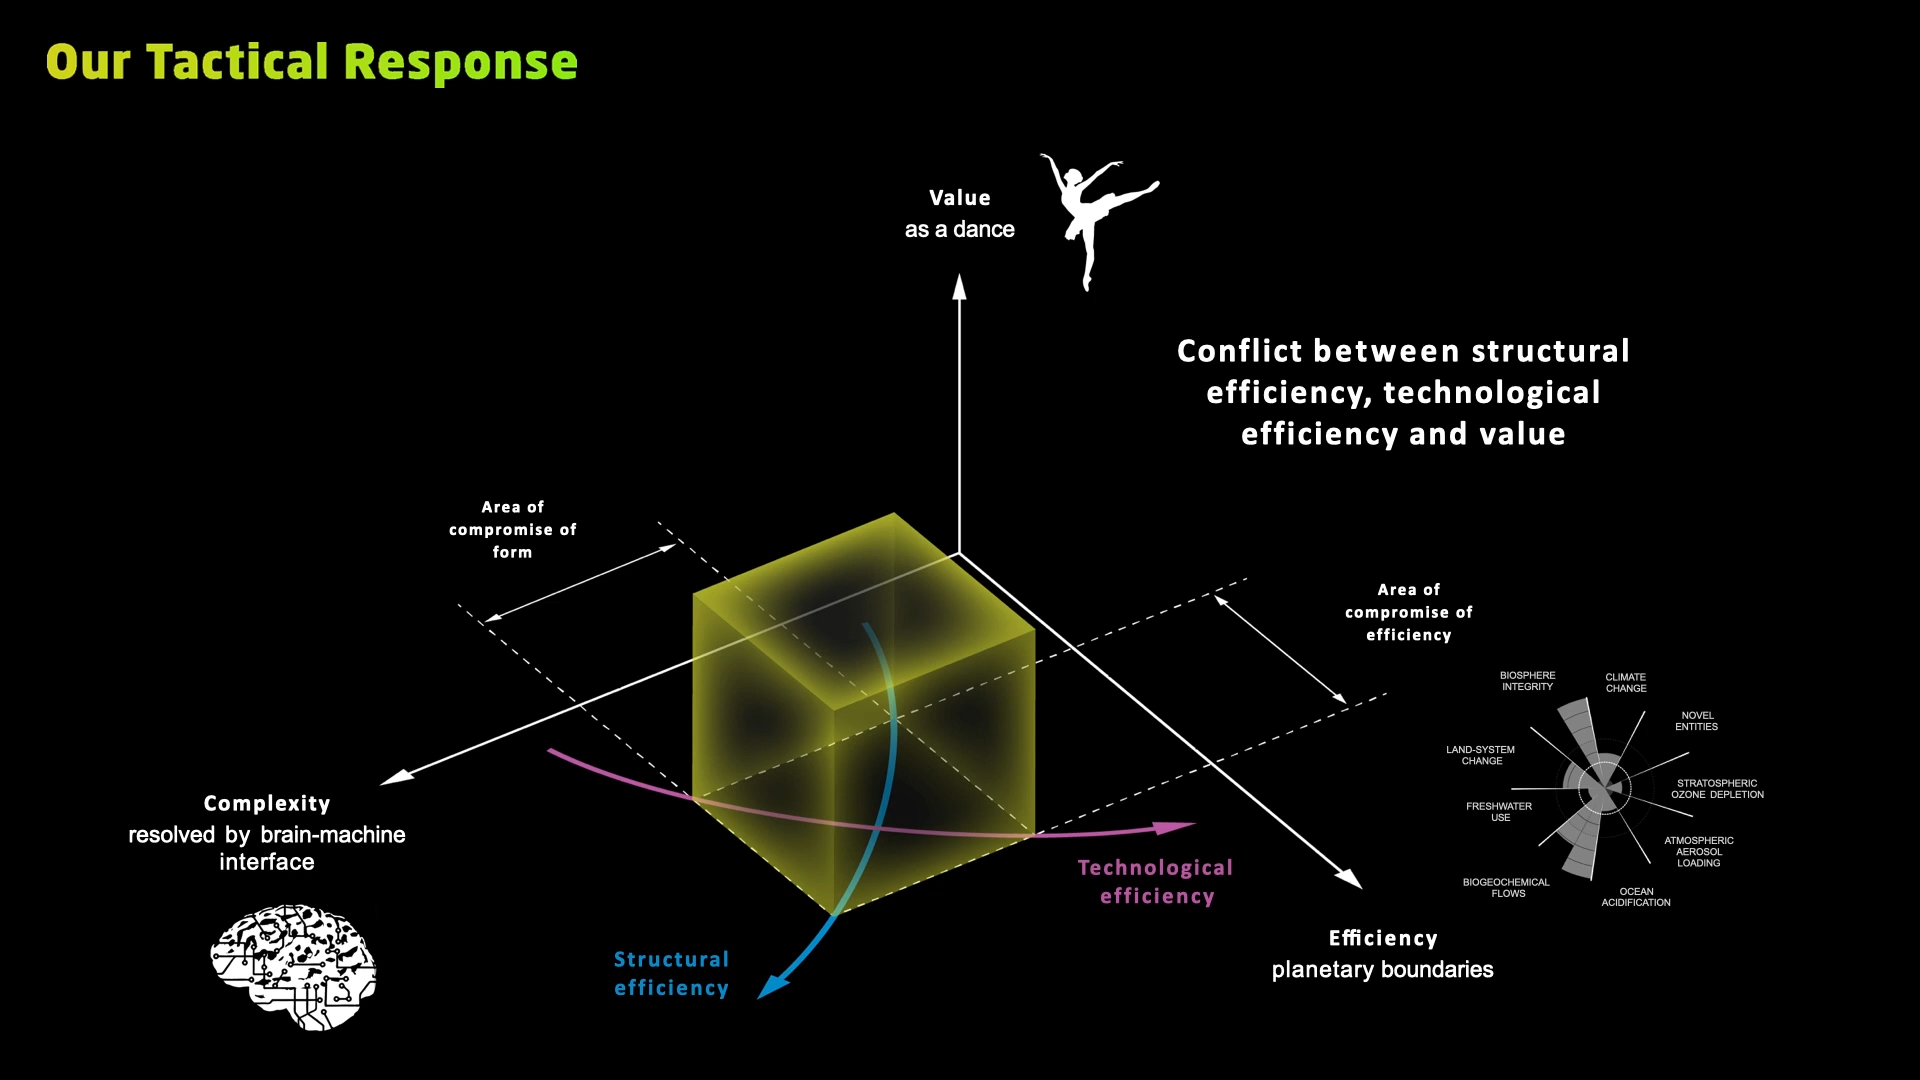 Our Tactical Response
Value
as a dance
Conflict between structural
efficiency, technological
efficiency and value
Area of
compromise of
form
Area of
compromise of
efficiency
BIOSPHERE
INTEGRITY
CLIMATE
CHANGE
NOVEL
ENTITIES
LAND-SYSTEM
CHANGE
STRATOSPHERIC
OZONE DEPLETION
FRESHWATER
USE
ATMOSPHERIC
AEROSOL
LOADING
BIOGEOCHEMICAL
FLOWS
OCEAN
ACIDIFICATION
Complexity
resolved by brain-machine
interface
Technological
efficiency
Structural
efficiency
Efficiency
planetary boundaries